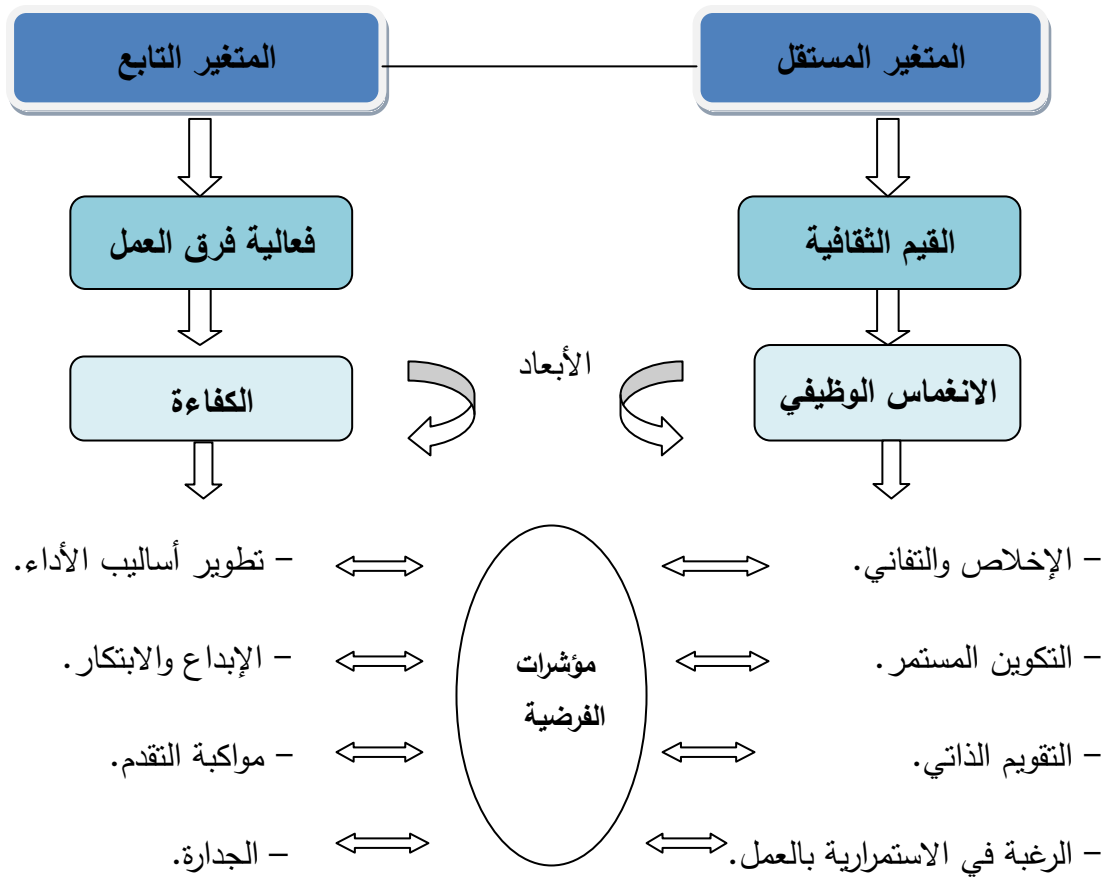 المتغير المستقل
المتغير التابع
القيم الثقافية
فعالية فرق العمل
الأبعاد
الانغماس الوظيفي
الكفاءة
– الإخلاص والتفاني.
– تطوير أساليب الأداء.
– التكوين المستمر.
مؤشرات
الفرضية
– الإبداع والابتكار.
– التقويم الذاتي.
– مواكبة التقدم.
– الرغبة في الاستمرارية بالعمل.
– الجدارة.